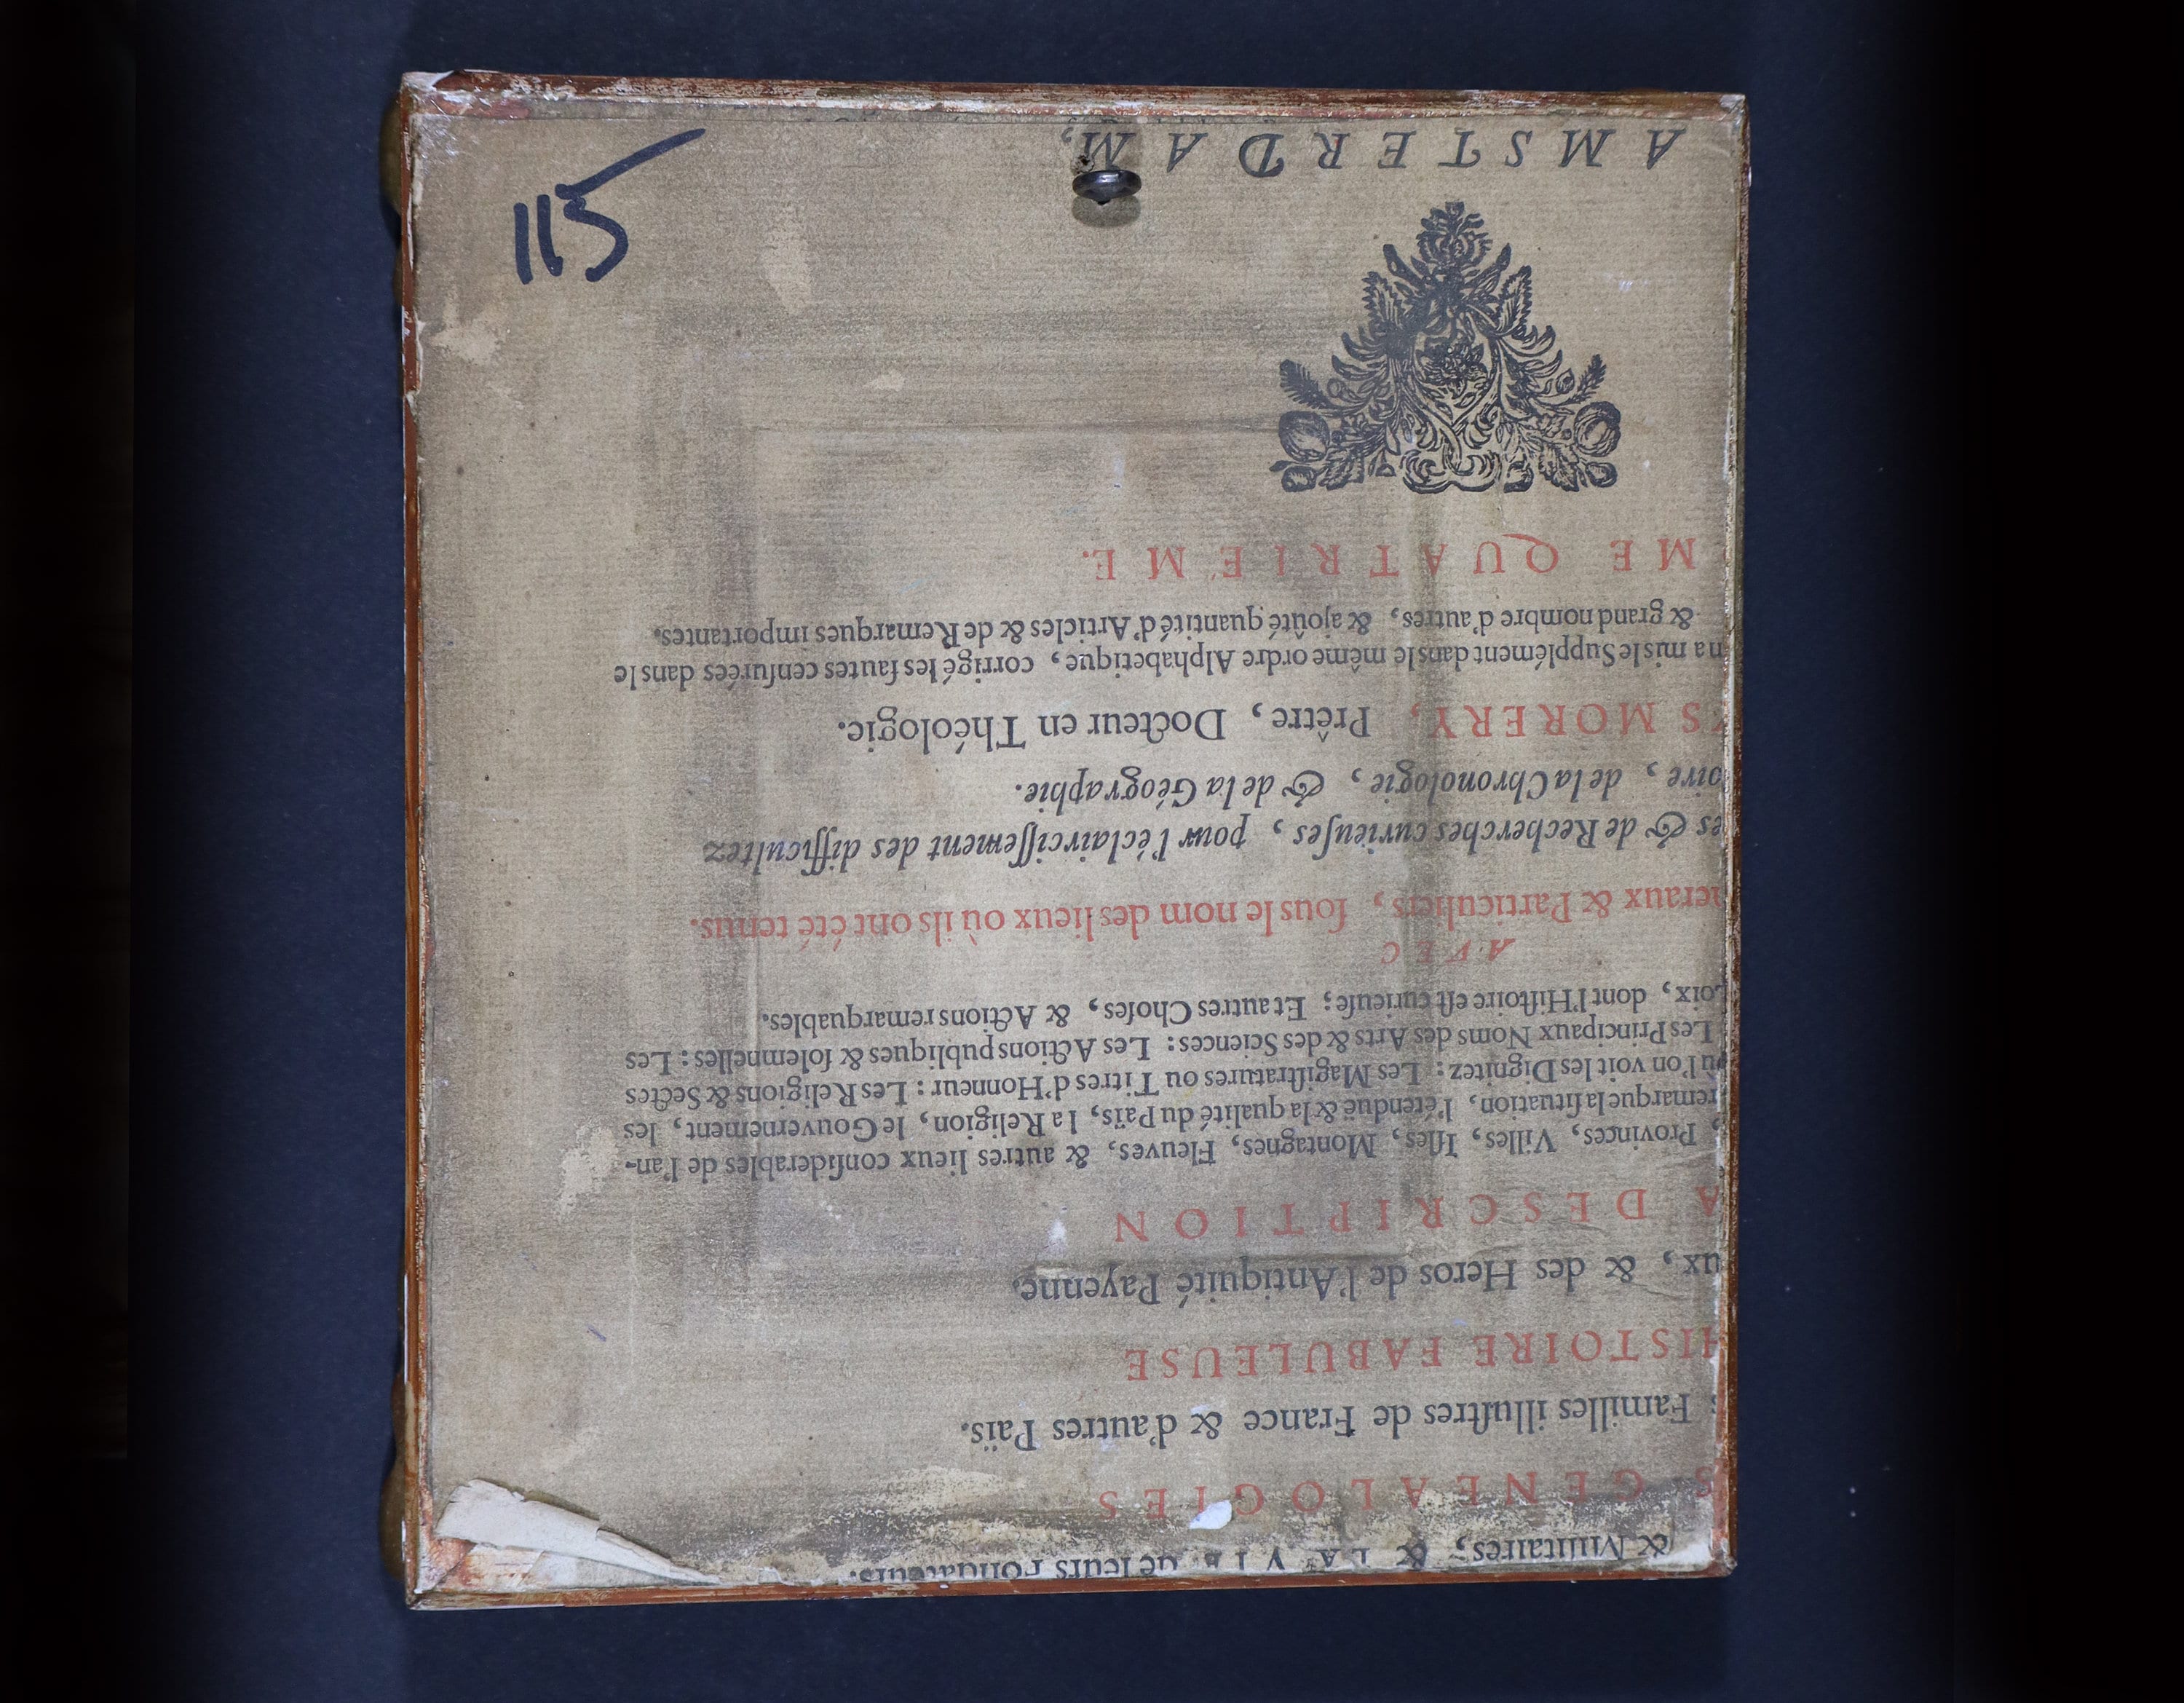 115
& Militaires, & LA VIE de leurs Fondateurs.
GENEALOGIES
Familles illuſtres de France & d'autres Païs.
HISTOIRE FABULEUSE
ux, & des Heros de l'Antiquité Payenne.
A DESCRIPTION
, Provinces, Villes, Iſles, Montagnes, Fleuves, & autres lieux conſiderables de l'an-
remarque la ſituation, l'étenduë & la qualité du Païs, la Religion, le Gouvernement, les
où l'on voit les Dignitez: Les Magiſtratures ou Titres d'Honneur: Les Religions & Sectes
Les Principaux Noms des Arts & des Sciences: Les Actions publiques & ſolemnelles: Les
Loix, dont l'Hiſtoire eſt curieuſe; Et autres Choſes, & Actions remarquables.
AVEC
neraux & Particuliers, ſous le nom des lieux où ils ont été tenus.
es & de Recherches curieuſes, pour l'éclairciſſement des difficultez
oire, de la Chronologie, & de la Géographie.
YS MORERY, Prêtre, Docteur en Théologie.
n a mis le Supplément dans le même ordre Alphabetique, corrigé les fautes cenſurées dans le
& grand nombre d'autres, & ajoûté quantité d'Articles & de Remarques importantes.
ME QUATRIE'ME.
AMSTERDAM,